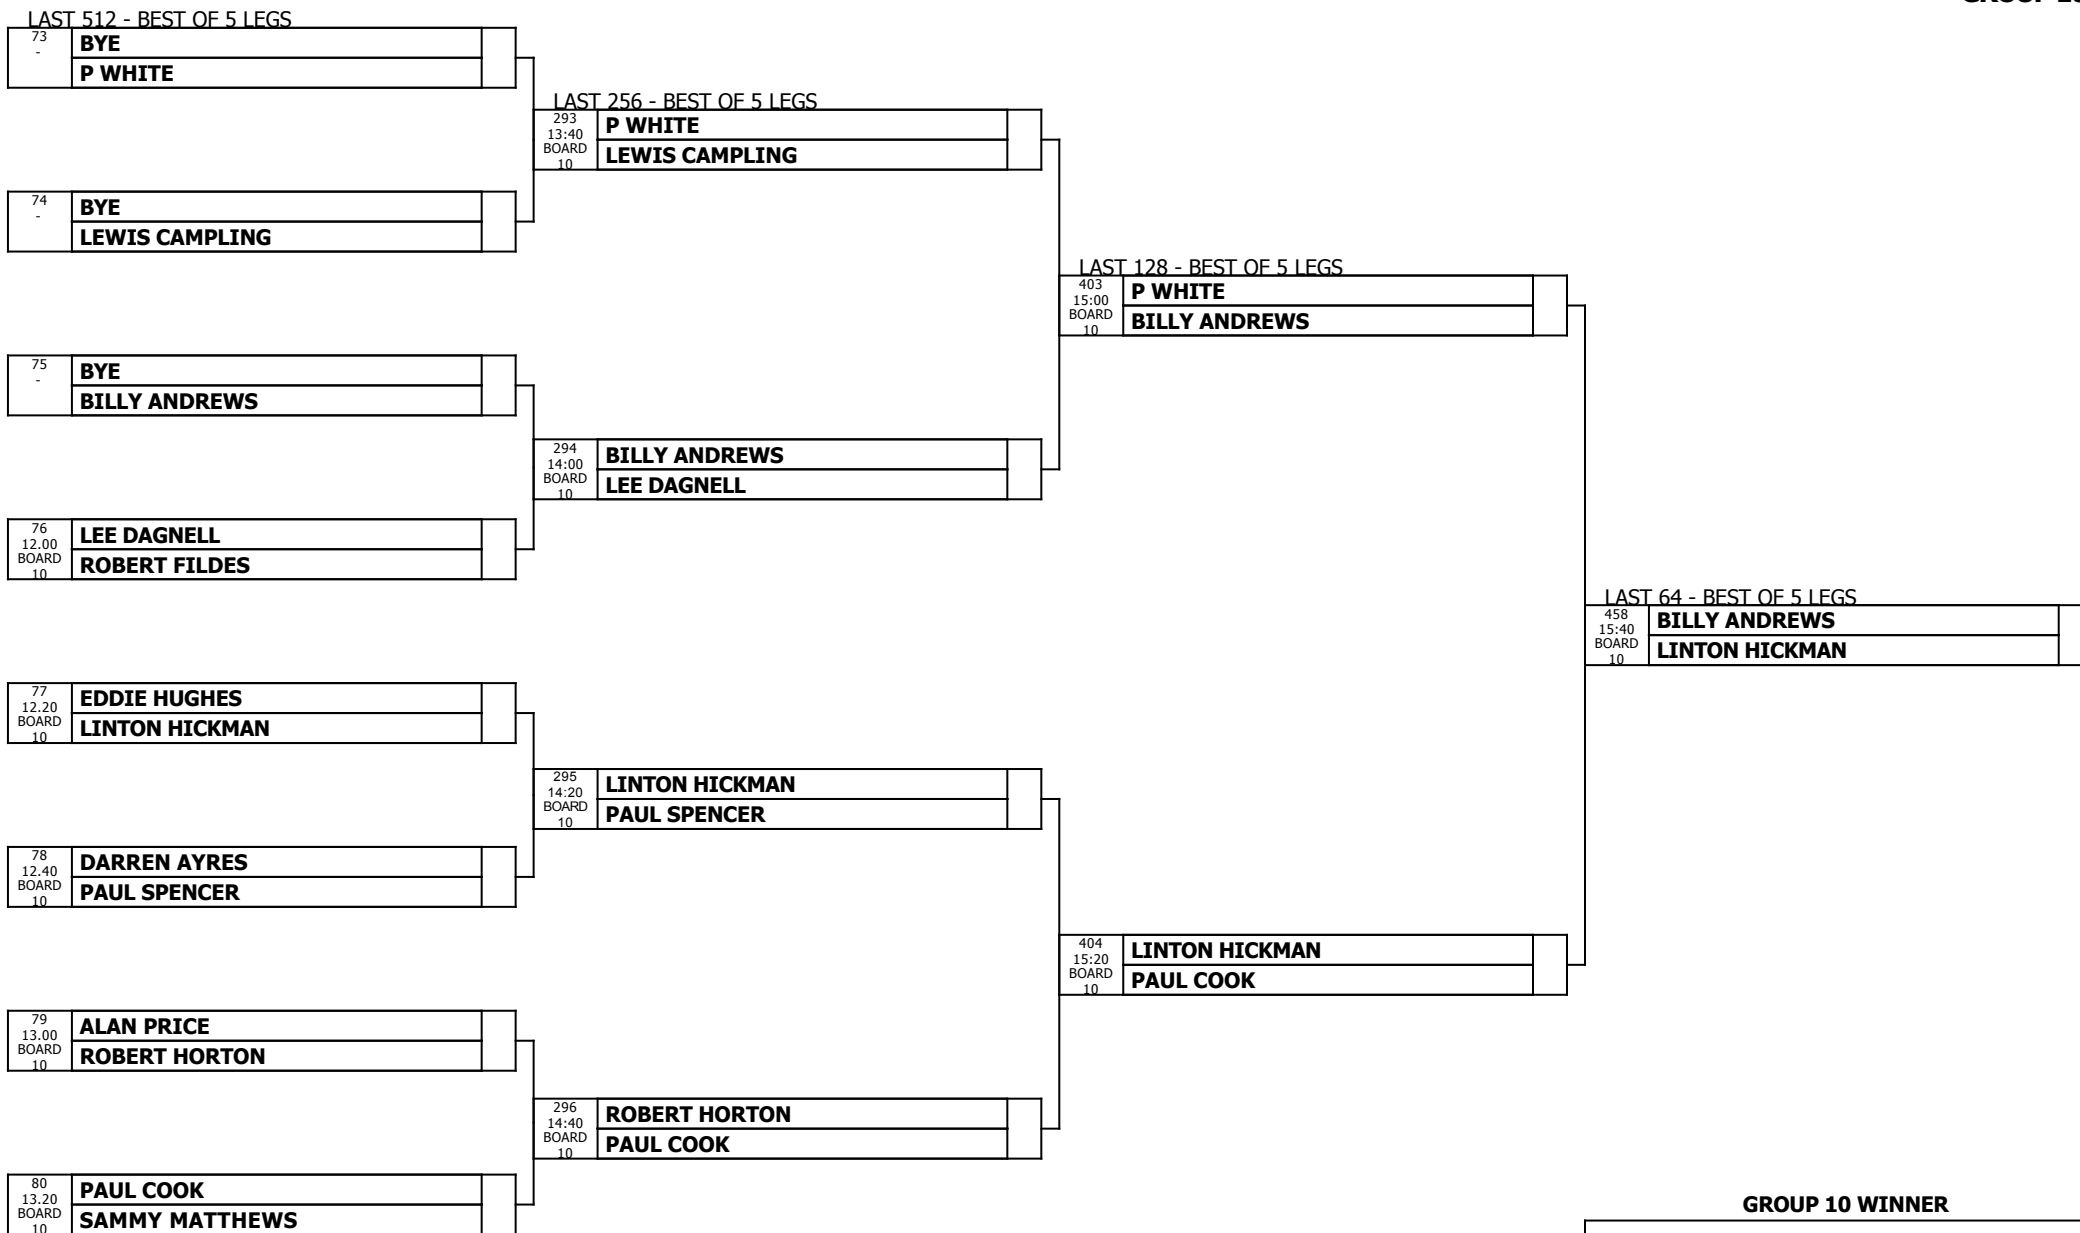 LAST 512 - BEST OF 5 LEGS
73
-
BYE
P WHITE
74
-
BYE
LEWIS CAMPLING
75
-
BYE
BILLY ANDREWS
76
12.00
BOARD
10
LEE DAGNELL
ROBERT FILDES
77
12.20
BOARD
10
EDDIE HUGHES
LINTON HICKMAN
78
12.40
BOARD
10
DARREN AYRES
PAUL SPENCER
79
13.00
BOARD
10
ALAN PRICE
ROBERT HORTON
80
13.20
BOARD
10
PAUL COOK
SAMMY MATTHEWS
LAST 256 - BEST OF 5 LEGS
293
13:40
BOARD
10
P WHITE
LEWIS CAMPLING
294
14:00
BOARD
10
BILLY ANDREWS
LEE DAGNELL
295
14:20
BOARD
10
LINTON HICKMAN
PAUL SPENCER
296
14:40
BOARD
10
ROBERT HORTON
PAUL COOK
LAST 128 - BEST OF 5 LEGS
403
15:00
BOARD
10
P WHITE
BILLY ANDREWS
404
15:20
BOARD
10
LINTON HICKMAN
PAUL COOK
LAST 64 - BEST OF 5 LEGS
458
15:40
BOARD
10
BILLY ANDREWS
LINTON HICKMAN
GROUP 10 WINNER